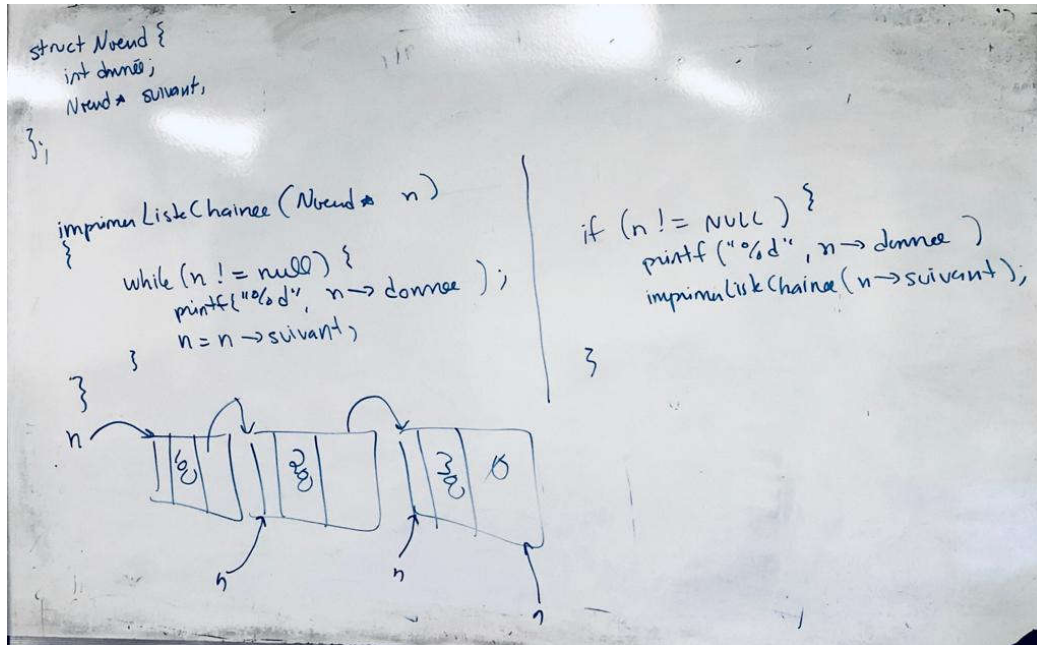 struct Noeud {
int donnée;
Noeud* suivant;
};
imprimerListeChainee (Noeud* n)
{
while (n != null) {
printf("%d", n → donnee );
n = n → suivant;
}
}
if (n != NULL) {
printf ("%d", n → donnee )
imprimerListeChainee (n → suivant);
}
n
n
n
n